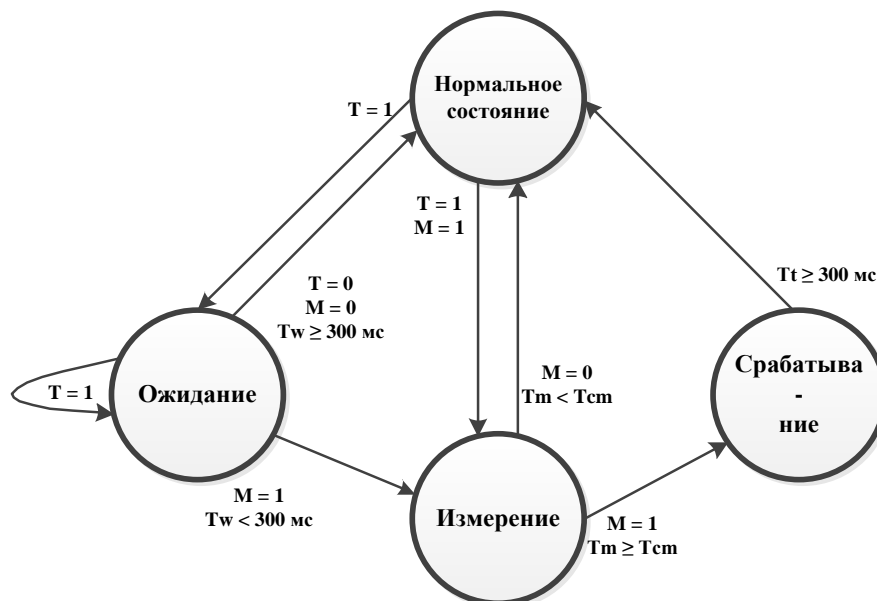 Нормальное
состояние
T = 1
T = 1
M = 1
T = 0
M = 0
Tw ≥ 300 мс
Tt ≥ 300 мс
T = 1
Ожидание
M = 0
Tm < Tcm
Срабатыва
-
ние
M = 1
Tw < 300 мс
Измерение
M = 1
Tm ≥ Tcm